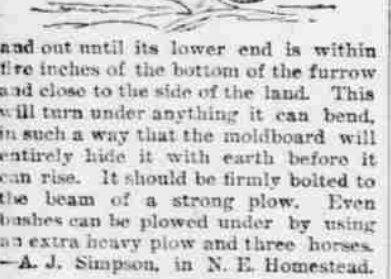 and out until its lower end is within
five inches of the bottom of the furrow
and close to the side of the land. This
will turn under anything it can bend,
in such a way that the moldboard will
entirely hide it with earth before it
can rise. It should be firmly bolted to
the beam of a strong plow. Even
bushes can be plowed under by using
an extra heavy plow and three horses.
—A. J. Simpson, in N. E. Homestead.